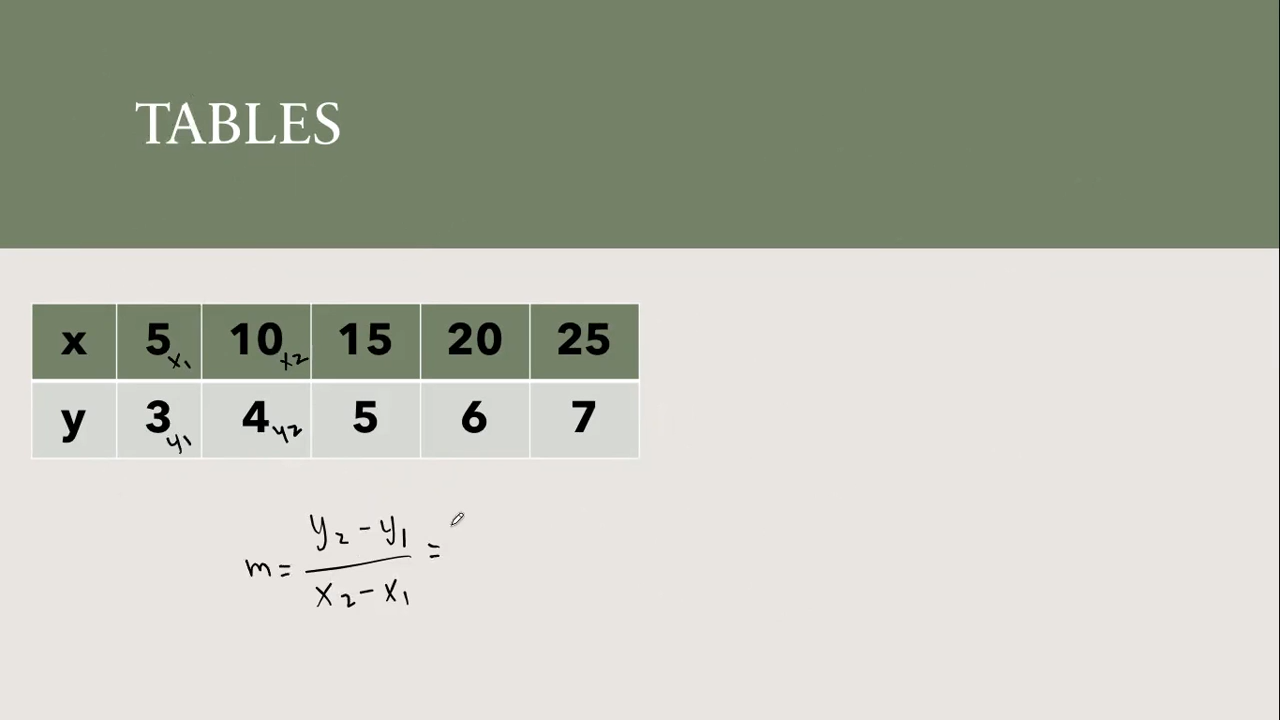 TABLES
x 5 x1 10 x2 15 20 25
y 3 y1 4 y2 5 6 7
m = y2 - y1 / x2 - x1 =